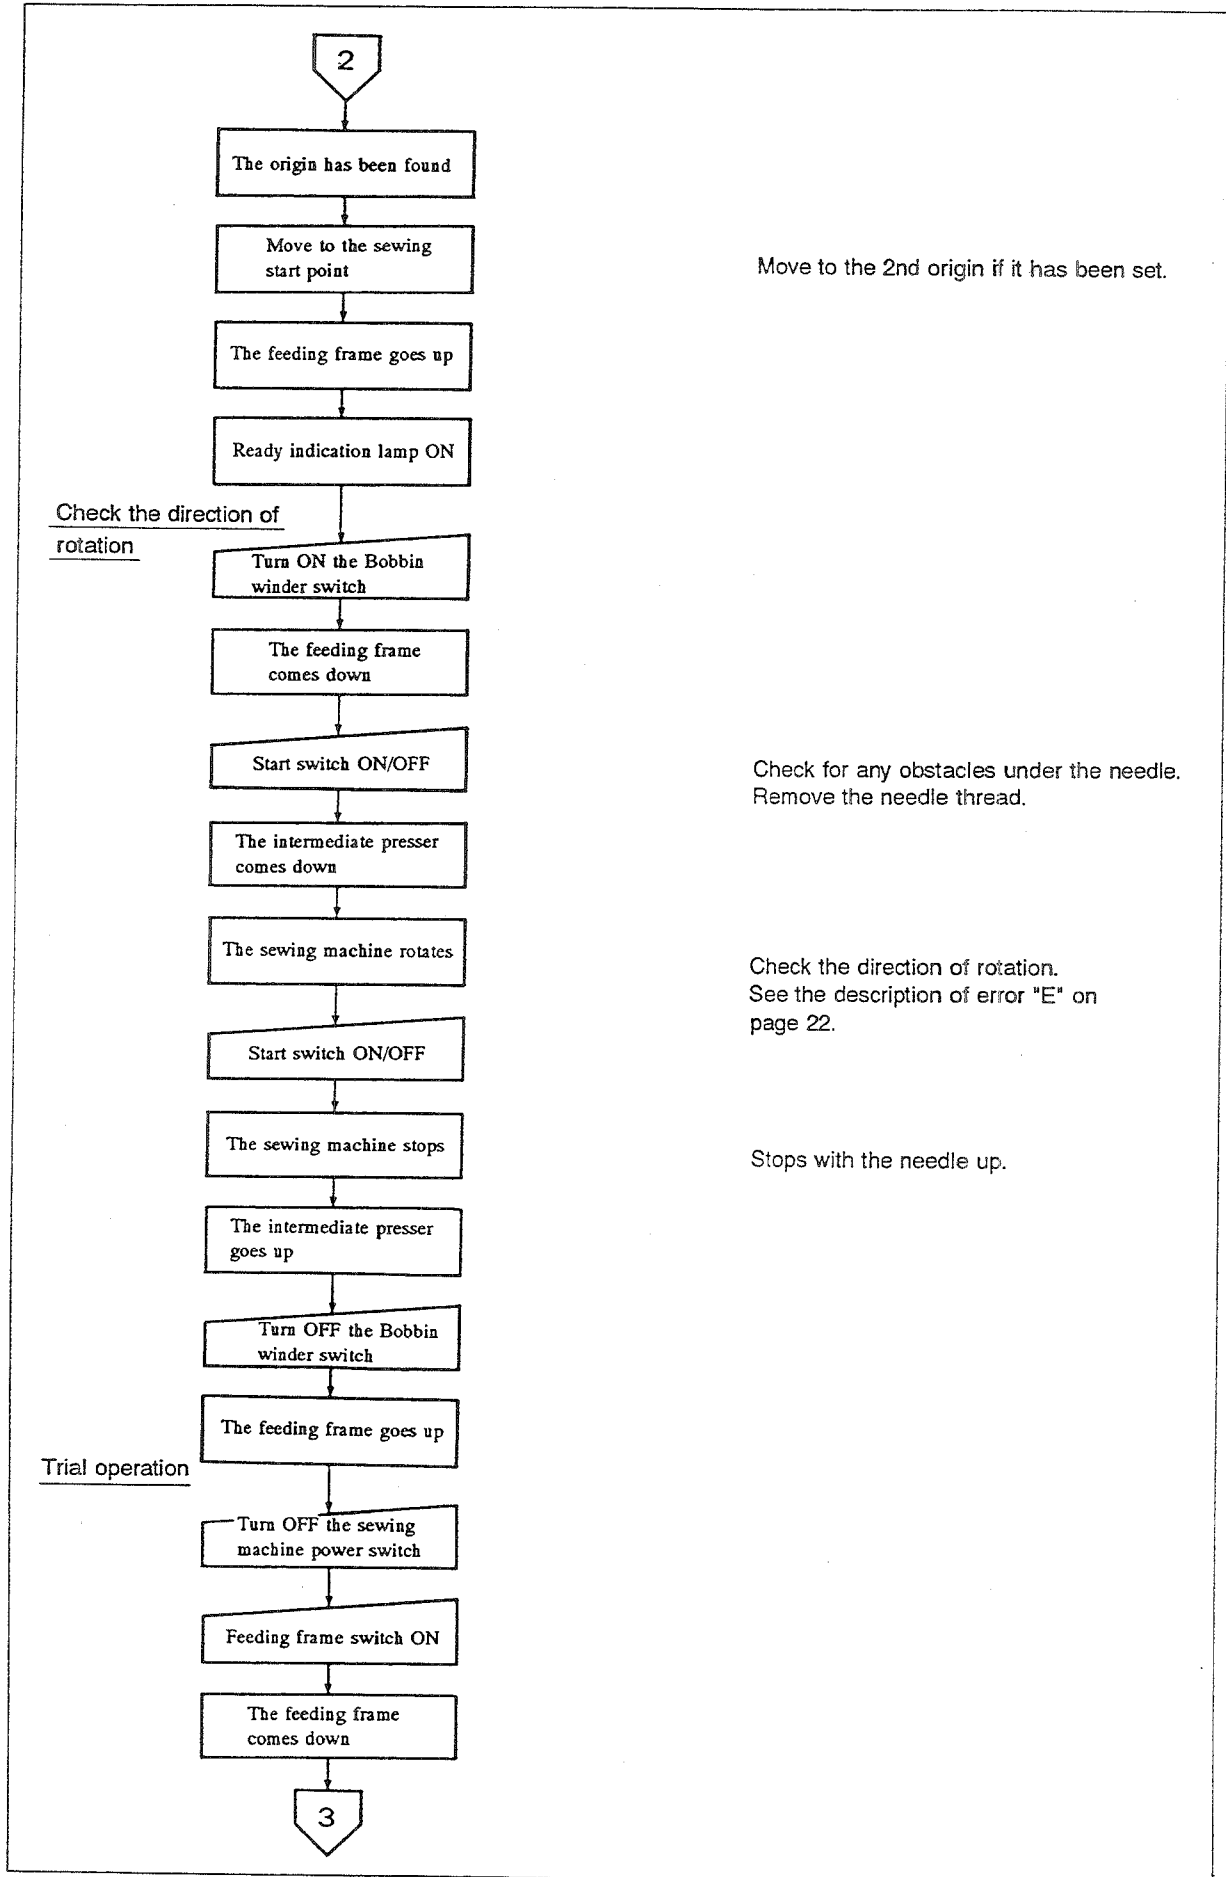 2
The origin has been found
Move to the sewing
start point
Move to the 2nd origin if it has been set.
The feeding frame goes up
Ready indication lamp ON
Check the direction of
rotation
Turn ON the Bobbin
winder switch
The feeding frame
comes down
Start switch ON/OFF
Check for any obstacles under the needle.
Remove the needle thread.
The intermediate presser
comes down
The sewing machine rotates
Check the direction of rotation.
See the description of error "E" on
page 22.
Start switch ON/OFF
The sewing machine stops
Stops with the needle up.
The intermediate presser
goes up
Turn OFF the Bobbin
winder switch
The feeding frame goes up
Trial operation
Turn OFF the sewing
machine power switch
Feeding frame switch ON
The feeding frame
comes down
3